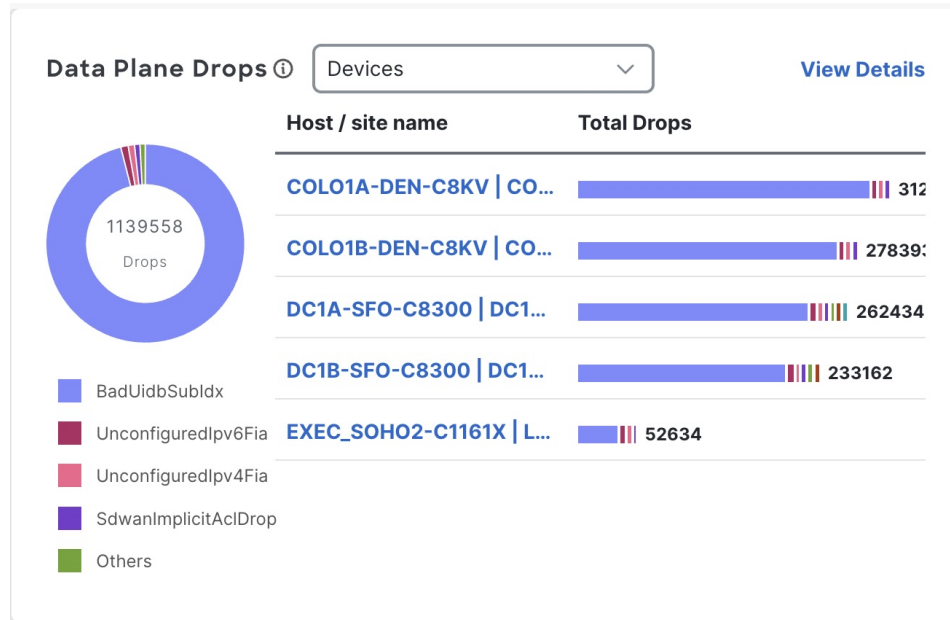 Data Plane Drops
Devices
View Details
Host / site name
Total Drops
COLO1A-DEN-C8KV | CO...
312
COLO1B-DEN-C8KV | CO...
278393
DC1A-SFO-C8300 | DC1...
262434
DC1B-SFO-C8300 | DC1...
233162
EXEC_SOHO2-C1161X | L...
52634
1139558
Drops
BadUidbSubIdx
UnconfiguredIpv6Fia
UnconfiguredIpv4Fia
SdwanImplicitAclDrop
Others